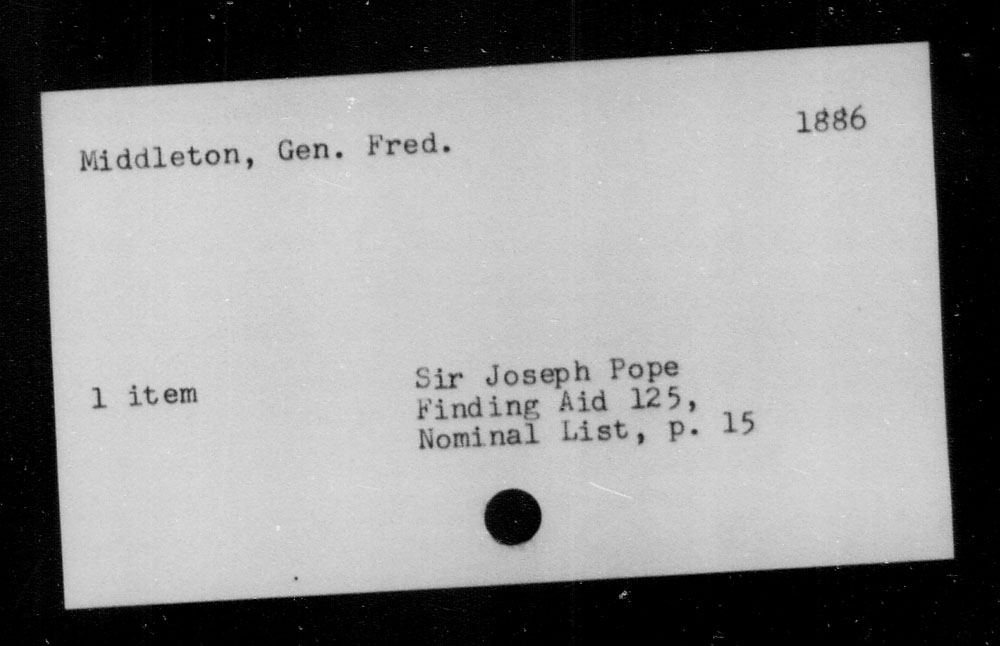 Middleton, Gen. Fred.
1886
1 item
Sir Joseph Pope
Finding Aid 125,
Nominal List, p. 15